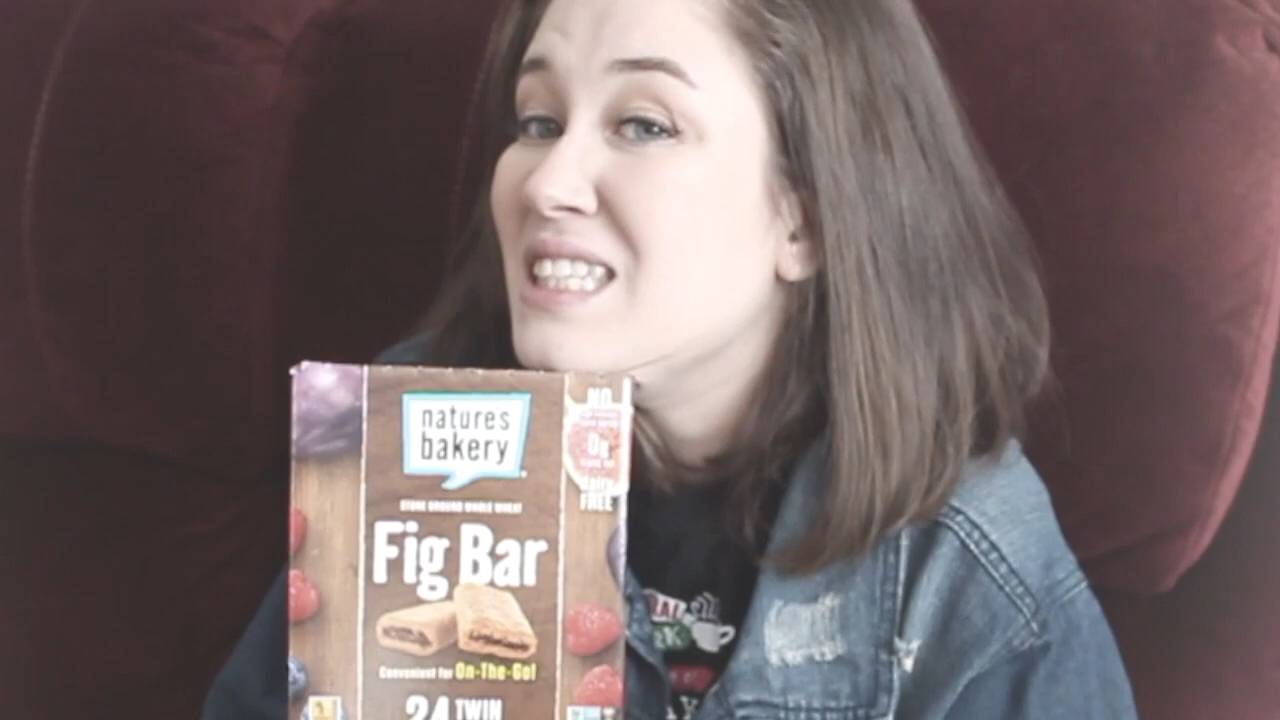 natures
bakery
NO
0g
dairy
FREE
STONE GROUND WHOLE WHEAT
Fig Bar
Convenient for On-The-Go!
24 TWIN